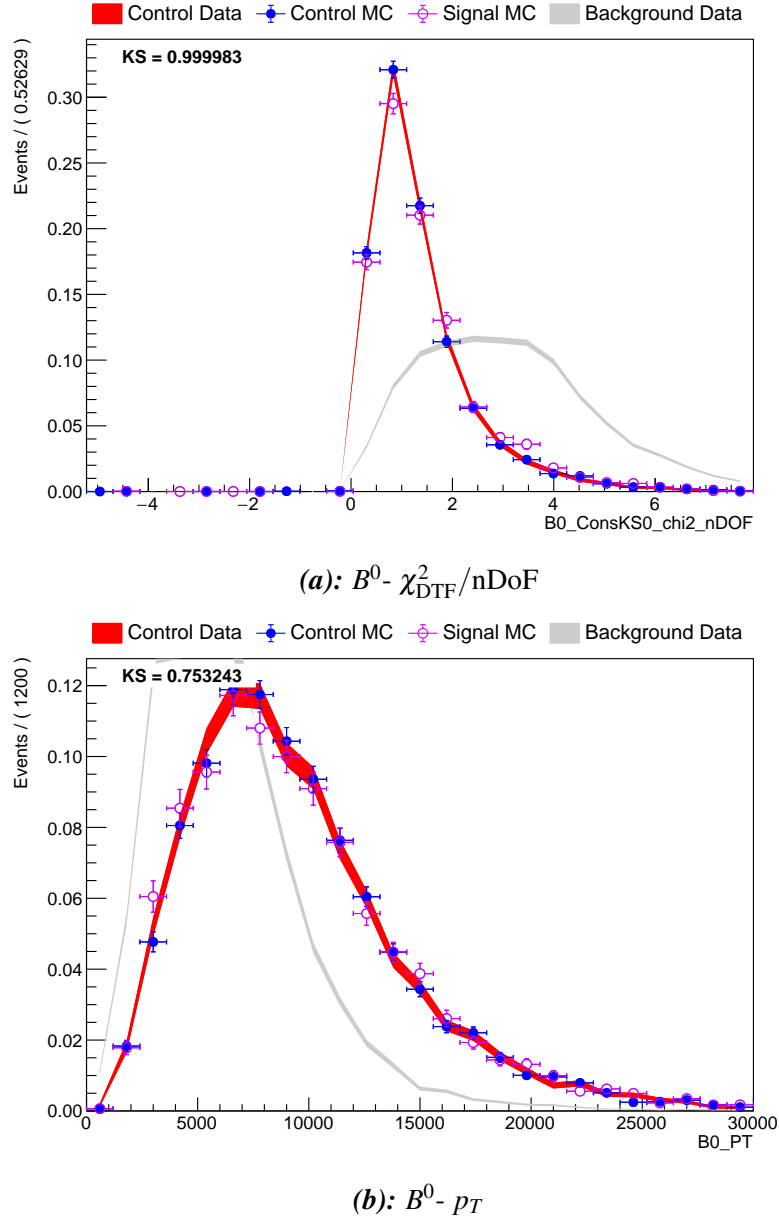 Control Data Control MC Signal MC Background Data
KS = 0.999983
Events / ( 0.52629 )
0.30
0.25
0.20
0.15
0.10
0.05
0.00
−4 −2 0 2 4 6
B0_ConsKS0_chi2_nDOF
(a): B⁰- χ²_DTF/nDoF
Control Data Control MC Signal MC Background Data
KS = 0.753243
Events / ( 1200 )
0.12
0.10
0.08
0.06
0.04
0.02
0.00
0 5000 10000 15000 20000 25000 30000
B0_PT
(b): B⁰- p_T